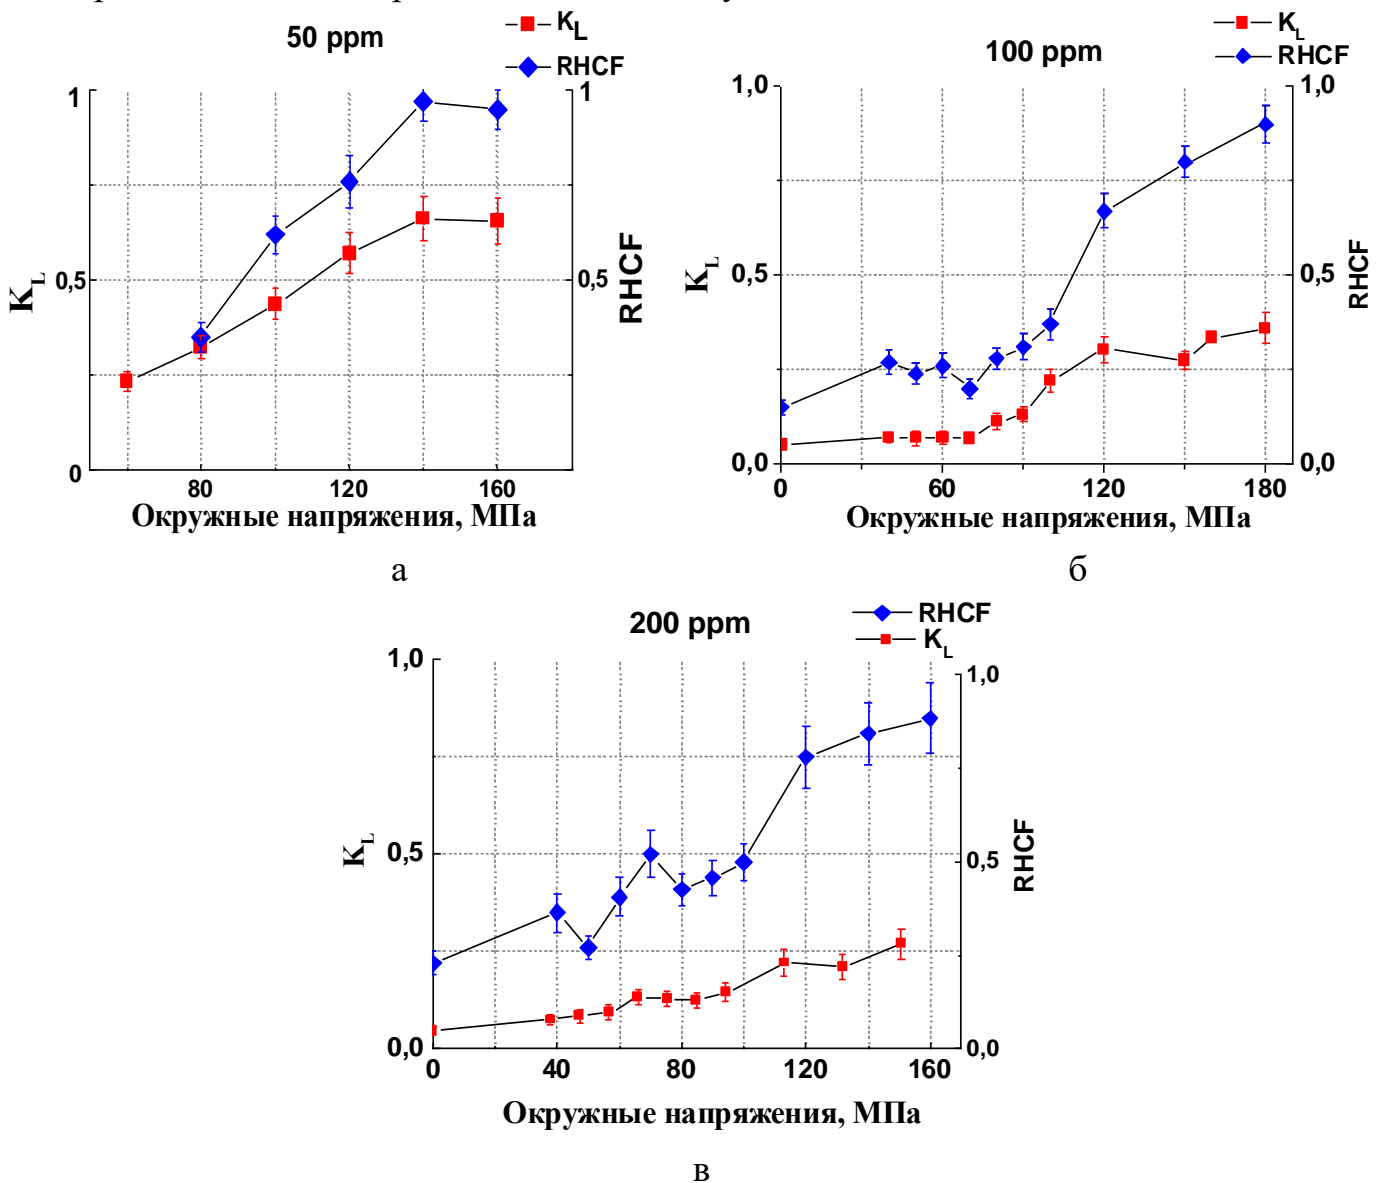 50 ppm
K_L
RHCF
1
0,5
0
K_L
1
0,5
RHCF
80 120 160
Окружные напряжения, МПа
а
100 ppm
K_L
RHCF
1,0
0,5
0,0
K_L
1,0
0,5
0,0
RHCF
0 60 120 180
Окружные напряжения, МПа
б
200 ppm
RHCF
K_L
1,0
0,5
0,0
K_L
1,0
0,5
0,0
RHCF
0 40 80 120 160
Окружные напряжения, МПа
в